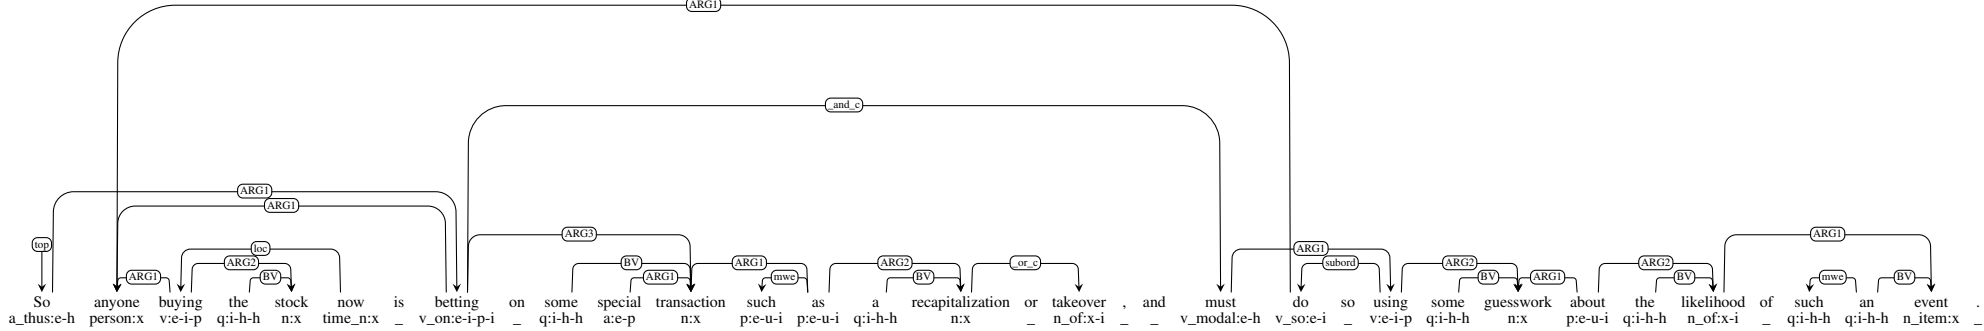 ARG1
_and_c
ARG1
ARG1
ARG3
top loc ARG1 ARG1
ARG2 BV ARG1 ARG2 _or_c subord ARG2 ARG2
ARG1 BV ARG1 mwe BV BV ARG1 BV mwe BV
So anyone buying the stock now is betting on some special transaction such as a recapitalization or takeover , and must do so using some guesswork about the likelihood of such an event .
a_thus:e-h person:x v:e-i-p q:i-h-h n:x time_n:x _ v_on:e-i-p-i _ q:i-h-h a:e-p n:x p:e-u-i p:e-u-i q:i-h-h n:x _ n_of:x-i _ _ v_modal:e-h v_so:e-i _ v:e-i-p q:i-h-h n:x p:e-u-i q:i-h-h n_of:x-i _ q:i-h-h q:i-h-h n_item:x _